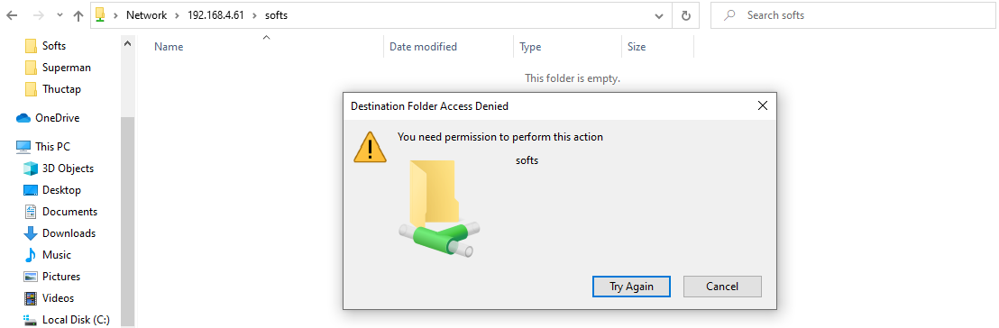 Network > 192.168.4.61 > softs
Search softs
Name
Date modified
Type
Size
This folder is empty.
Softs
Superman
Thuctap
OneDrive
This PC
3D Objects
Desktop
Documents
Downloads
Music
Pictures
Videos
Local Disk (C:)
Destination Folder Access Denied
You need permission to perform this action
softs
Try Again
Cancel